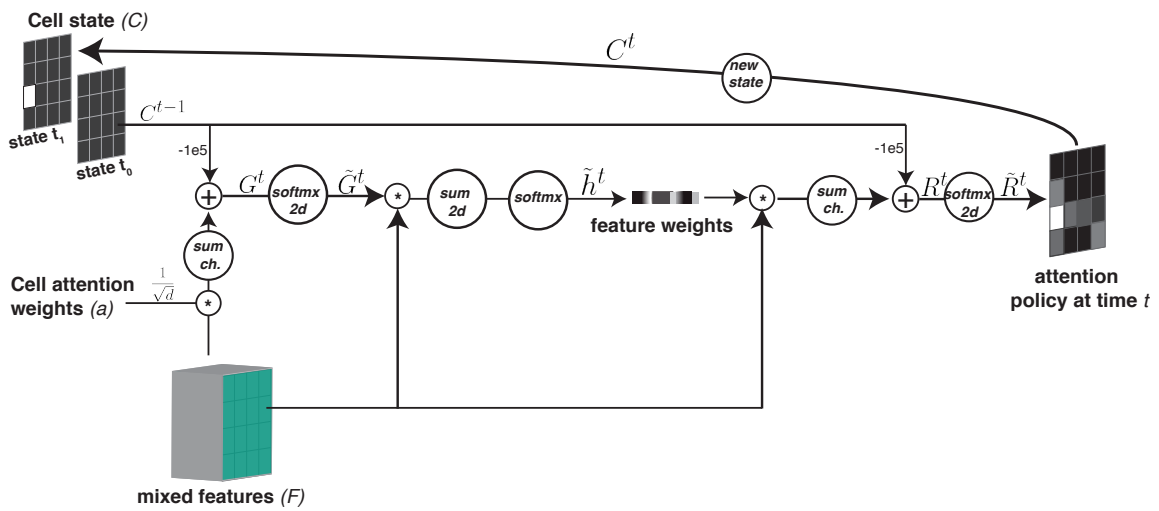 Cell state (C)
C^t
new
state
C^{t-1}
state t_1
state t_0
-1e5
-1e5
+
G^t
softmx
2d
G̃^t
*
sum
2d
softmx
h̃^t
feature weights
*
sum
ch.
+
R^t
softmx
2d
R̃^t
sum
ch.
Cell attention
weights (a)
1/√d
*
attention
policy at time t
mixed features (F)